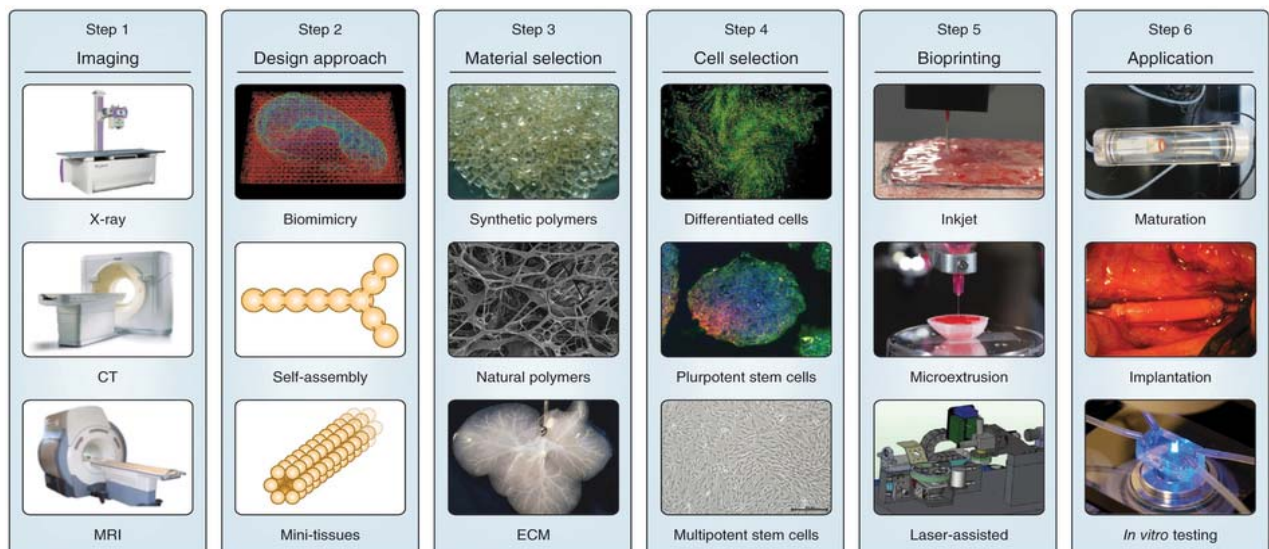 Step 1
Imaging
X-ray
CT
MRI
Step 2
Design approach
Biomimicry
Self-assembly
Mini-tissues
Step 3
Material selection
Synthetic polymers
Natural polymers
ECM
Step 4
Cell selection
Differentiated cells
Plurpotent stem cells
Multipotent stem cells
Step 5
Bioprinting
Inkjet
Microextrusion
Laser-assisted
Step 6
Application
Maturation
Implantation
In vitro testing